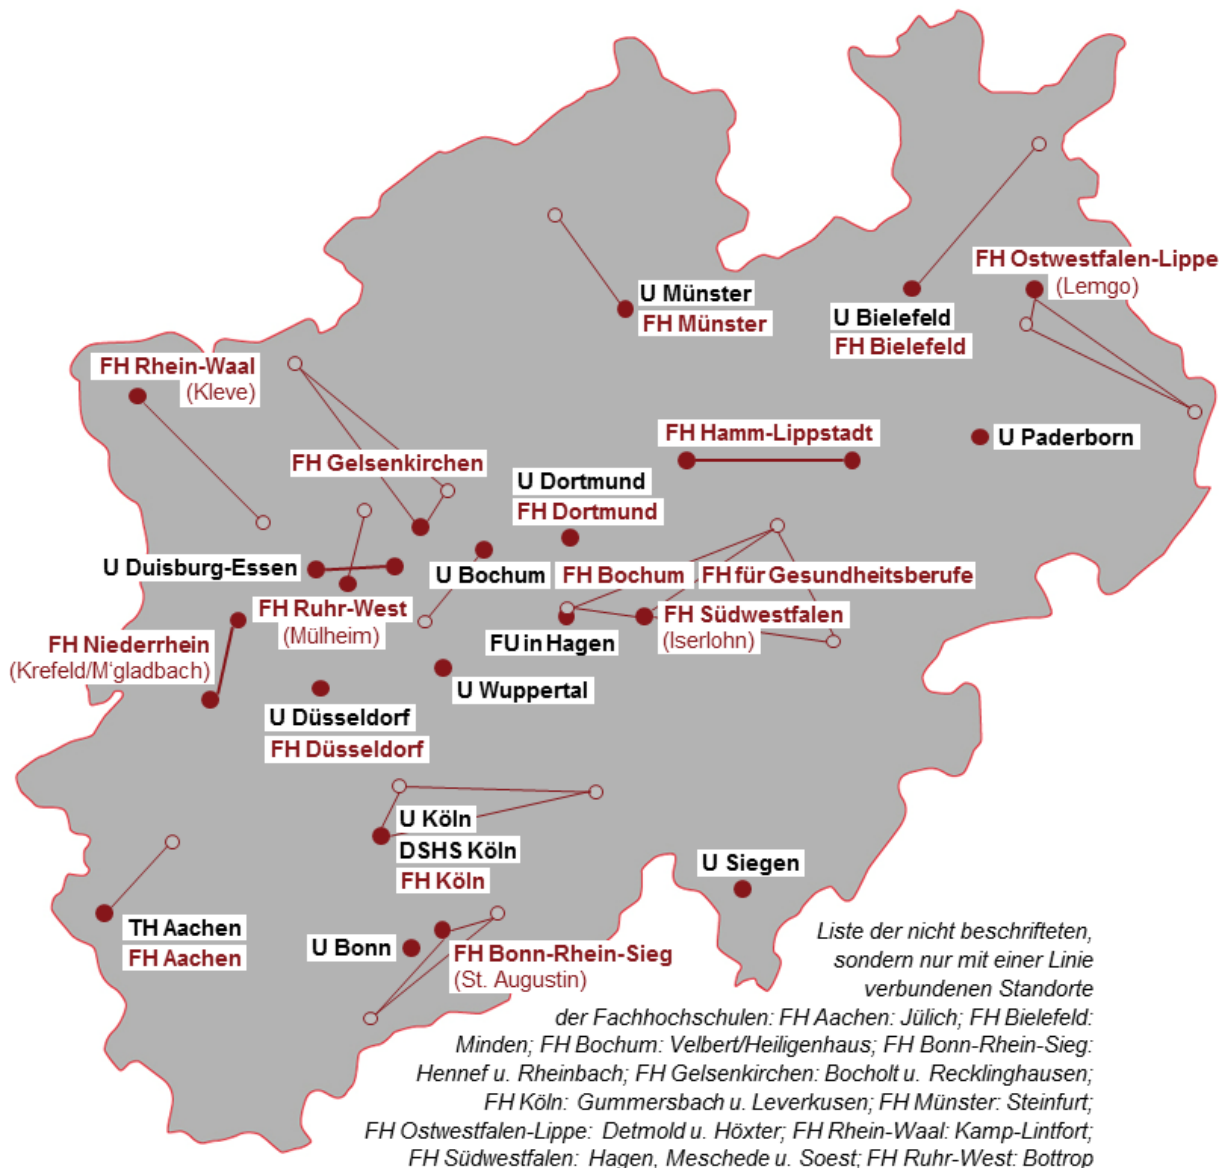 FH Ostwestfalen-Lippe
(Lemgo)
U Münster
FH Münster
U Bielefeld
FH Bielefeld
FH Rhein-Waal
(Kleve)
FH Hamm-Lippstadt
U Paderborn
FH Gelsenkirchen
U Dortmund
FH Dortmund
U Duisburg-Essen
U Bochum
FH Bochum
FH für Gesundheitsberufe
FH Ruhr-West
(Mülheim)
FH Südwestfalen
(Iserlohn)
FH Niederrhein
(Krefeld/M'gladbach)
FU in Hagen
U Wuppertal
U Düsseldorf
FH Düsseldorf
U Köln
DSHS Köln
FH Köln
U Siegen
TH Aachen
FH Aachen
U Bonn
FH Bonn-Rhein-Sieg
(St. Augustin)
Liste der nicht beschrifteten,
sondern nur mit einer Linie
verbundenen Standorte
der Fachhochschulen: FH Aachen: Jülich; FH Bielefeld:
Minden; FH Bochum: Velbert/Heiligenhaus; FH Bonn-Rhein-Sieg:
Hennef u. Rheinbach; FH Gelsenkirchen: Bocholt u. Recklinghausen;
FH Köln: Gummersbach u. Leverkusen; FH Münster: Steinfurt;
FH Ostwestfalen-Lippe: Detmold u. Höxter; FH Rhein-Waal: Kamp-Lintfort;
FH Südwestfalen: Hagen, Meschede u. Soest; FH Ruhr-West: Bottrop